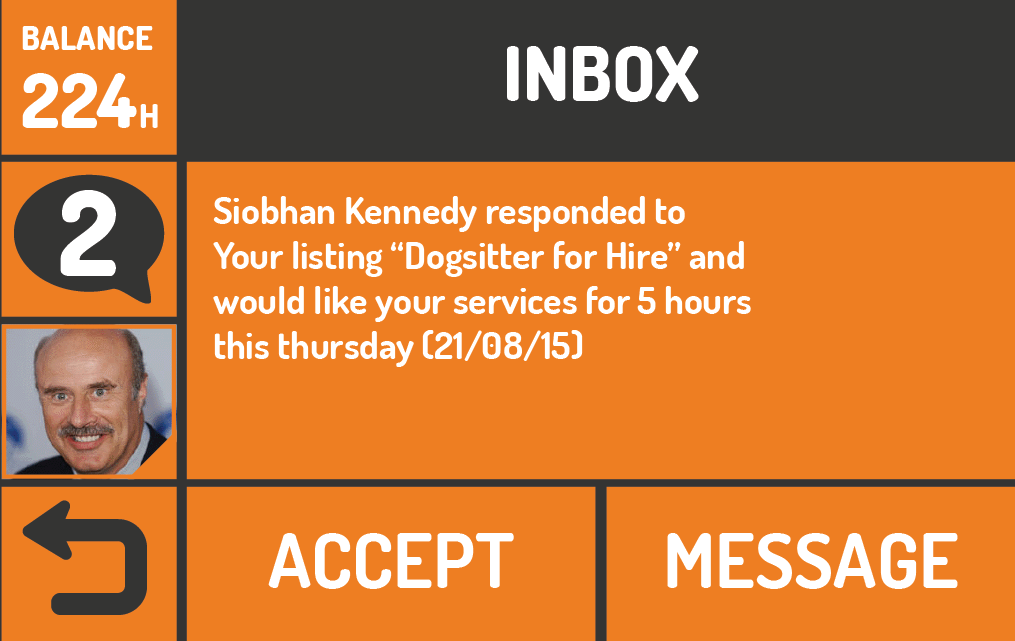 BALANCE
224H
INBOX
2
Siobhan Kennedy responded to
Your listing “Dogsitter for Hire” and
would like your services for 5 hours
this thursday (21/08/15)
ACCEPT
MESSAGE